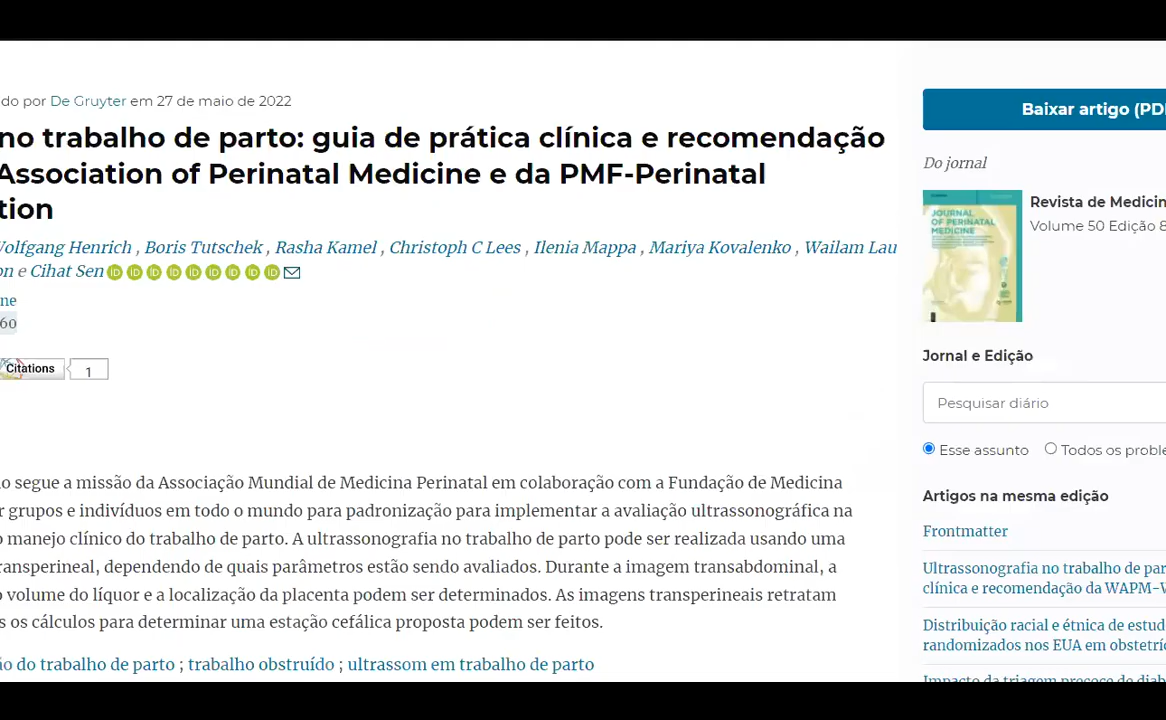 do por De Gruyter em 27 de maio de 2022
no trabalho de parto: guia de prática clínica e recomendação
Association of Perinatal Medicine e da PMF-Perinatal
tion
Wolfgang Henrich , Boris Tutschek , Rasha Kamel , Christoph C Lees , Ilenia Mappa , Mariya Kovalenko , Wailam Lau
on e Cihat Sen
ne
60
Citations 1
o segue a missão da Associação Mundial de Medicina Perinatal em colaboração com a Fundação de Medicina
r grupos e indivíduos em todo o mundo para padronização para implementar a avaliação ultrassonográfica na
o manejo clínico do trabalho de parto. A ultrassonografia no trabalho de parto pode ser realizada usando uma
ransperineal, dependendo de quais parâmetros estão sendo avaliados. Durante a imagem transabdominal, a
o volume do líquor e a localização da placenta podem ser determinados. As imagens transperineais retratam
s os cálculos para determinar uma estação cefálica proposta podem ser feitos.
ão do trabalho de parto ; trabalho obstruído ; ultrassom em trabalho de parto
Baixar artigo (PD
Do jornal
JOURNAL
OF PERINATAL
MEDICINE
Revista de Medicin
Volume 50 Edição 8
Jornal e Edição
Pesquisar diário
Esse assunto Todos os proble
Artigos na mesma edição
Frontmatter
Ultrassonografia no trabalho de par
clínica e recomendação da WAPM-W
Distribuição racial e étnica de estud
randomizados nos EUA em obstetríc
Impacto da triagem precoce de diab